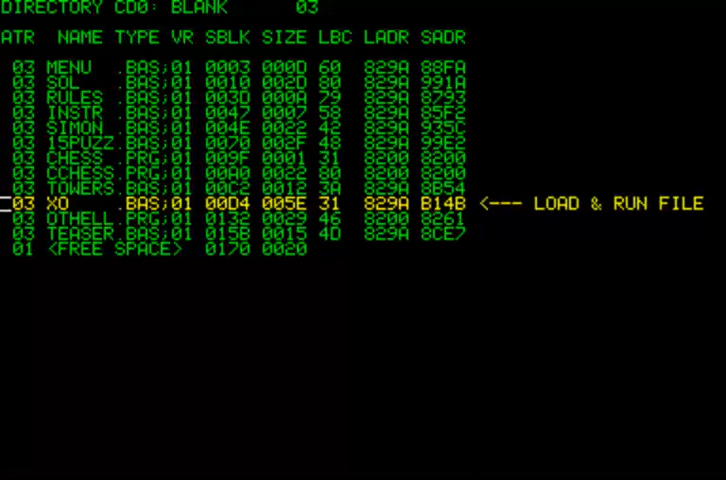 DIRECTORY CD0: BLANK 03
ATR NAME TYPE VR SBLK SIZE LBC LADR SADR
03 MENU .BAS;01 0003 000D 60 829A 88FA
03 SOL .BAS;01 0010 002D 80 829A 991A
03 RULES .BAS;01 003D 000A 79 829A 8793
03 INSTR .BAS;01 0047 0007 58 829A 85F2
03 SIMON .BAS;01 004E 0022 42 829A 935C
03 15PUZZ.BAS;01 0070 002F 48 829A 99E2
03 CHESS .PRG;01 009F 0001 31 8200 8200
03 CCHESS.PRG;01 00A0 0022 80 8200 8200
03 TOWERS.BAS;01 00C2 0012 3A 829A 8B54
03 XO .BAS;01 00D4 005E 31 829A B14B <--- LOAD & RUN FILE
03 OTHELL.PRG;01 0132 0029 46 8200 8261
03 TEASER.BAS;01 015B 0015 4D 829A 8CE7
01 <FREE SPACE> 0170 0020